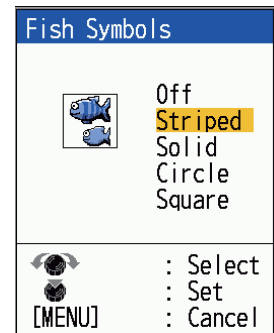 Fish Symbols
Off
Striped
Solid
Circle
Square
: Select
: Set
[MENU] : Cancel